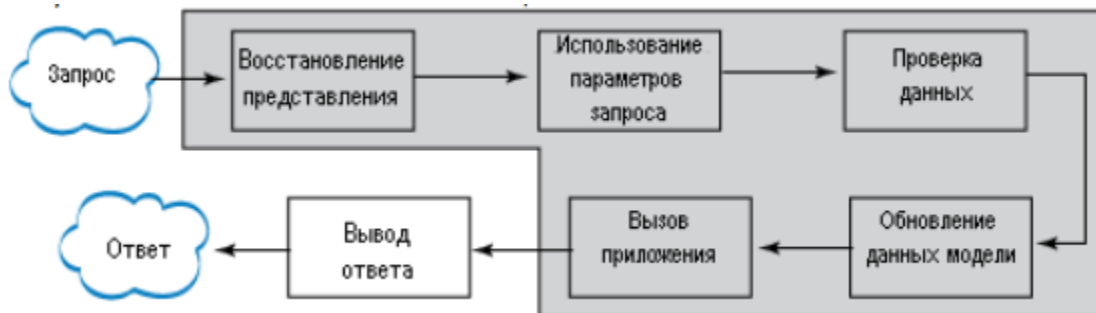 Запрос
Восстановление
представления
Использование
параметров
запроса
Проверка
данных
Обновление
данных модели
Вызов
приложения
Вывод
ответа
Ответ